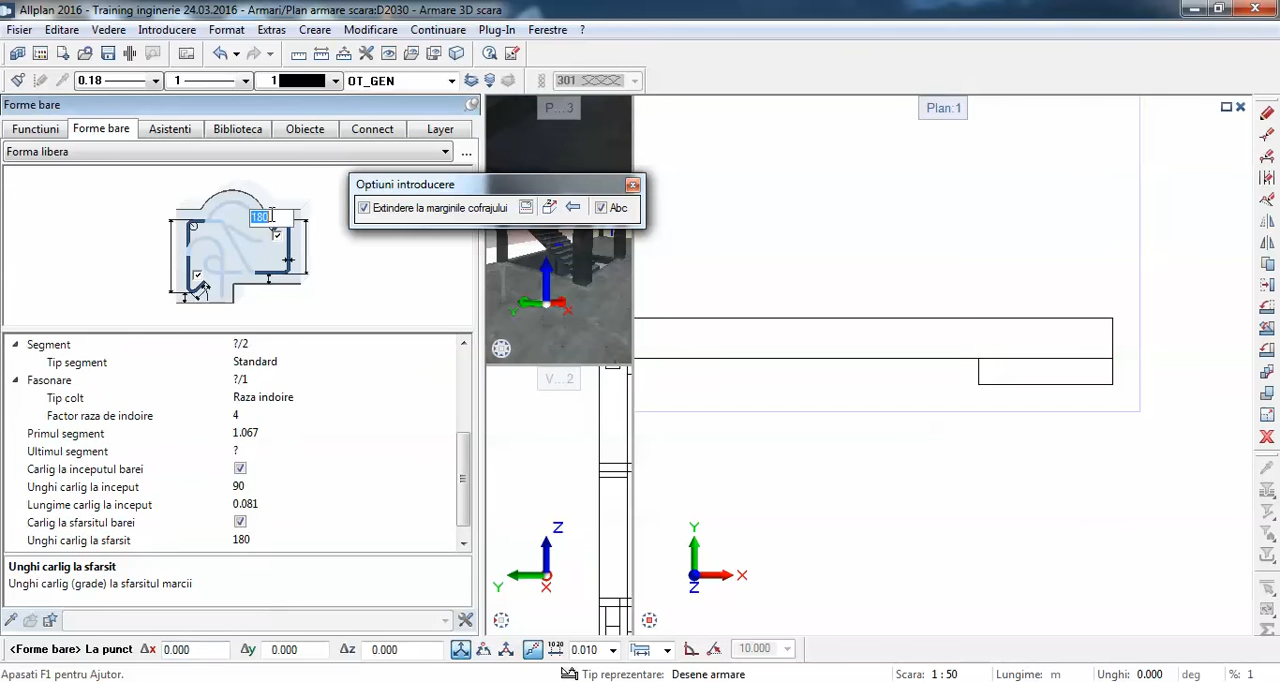 Allplan 2016 - Training inginerie 24.03.2016 - Armari/Plan armare scara:D2030 - Armare 3D scara
Fisier Editare Vedere Introducere Format Extras Creare Modificare Continuare Plug-In Ferestre ?
0.18 1 1 OT_GEN 301
Forme bare
Functiuni Forme bare Asistenti Biblioteca Obiecte Connect Layer
Forma libera ...
P...3 Plan:1
Optiuni introducere
Extindere la marginile cofrajului Abc
180
Segment ?/2
Tip segment Standard
Fasonare ?/1
Tip colt Raza indoire
Factor raza de indoire 4
Primul segment 1.067
Ultimul segment ?
Carlig la inceputul barei
Unghi carlig la inceput 90
Lungime carlig la inceput 0.081
Carlig la sfarsitul barei
Unghi carlig la sfarsit 180
Unghi carlig la sfarsit
Unghi carlig (grade) la sfarsitul marcii
V...2
Z
Y X
Y
X
Z
<Forme bare> La punct Δx 0.000 Δy 0.000 Δz 0.000 0.010 10.000
Apasati F1 pentru Ajutor. Tip reprezentare: Desene armare Scara: 1 : 50 Lungime: m Unghi: 0.000 deg %: 1